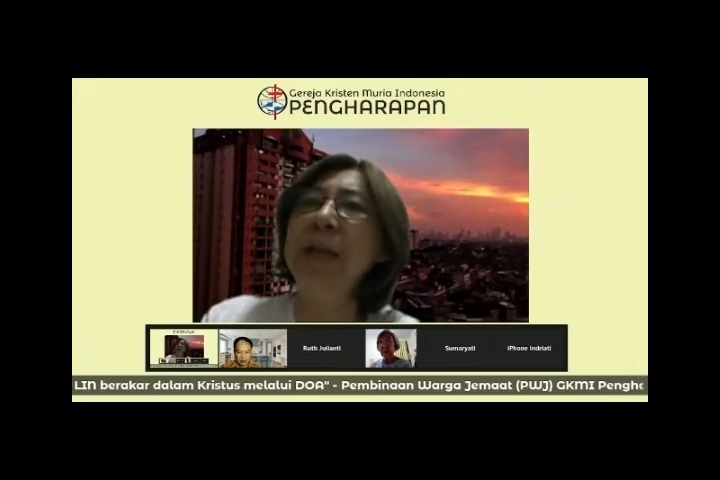 Gereja Kristen Muria Indonesia
PENGHARAPAN
Ruth Julianti
Sumaryati
iPhone Indriati
LIN berakar dalam Kristus melalui DOA" - Pembinaan Warga Jemaat (PWJ) GKMI Pengha